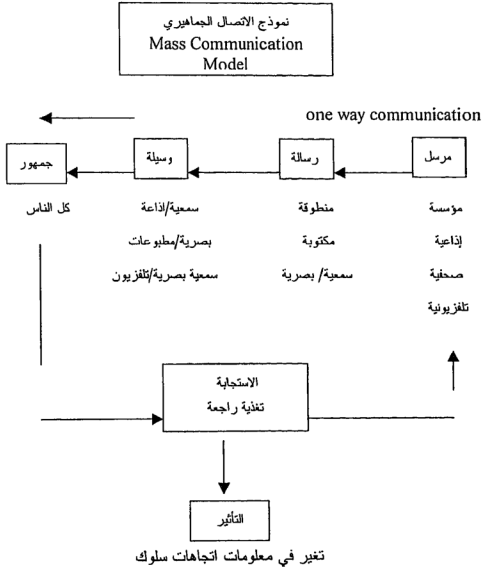 نموذج الاتصال الجماهيري
Mass Communication
Model
one way communication
مرسل
رسالة
وسيلة
جمهور
مؤسسة
إذاعية
صحفية
تلفزيونية
منطوقة
مكتوبة
سمعية/ بصرية
سمعية/اذاعة
بصرية/مطبوعات
سمعية بصرية/تلفزيون
كل الناس
الاستجابة
تغذية راجعة
التأثير
تغير في معلومات اتجاهات سلوك